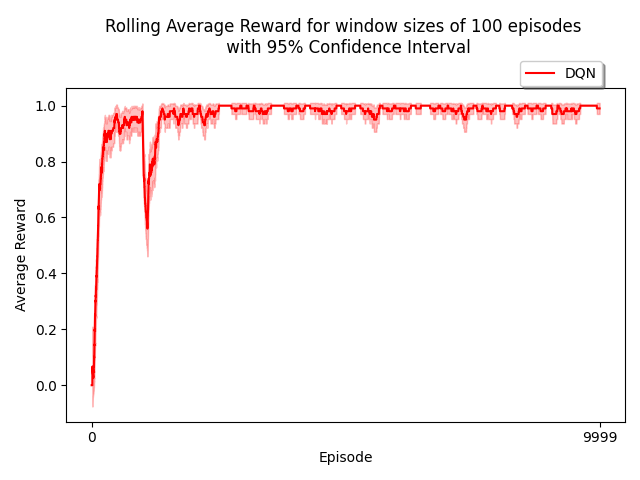 Rolling Average Reward for window sizes of 100 episodes
with 95% Confidence Interval
DQN
1.0
0.8
0.6
0.4
0.2
0.0
Average Reward
0
9999
Episode